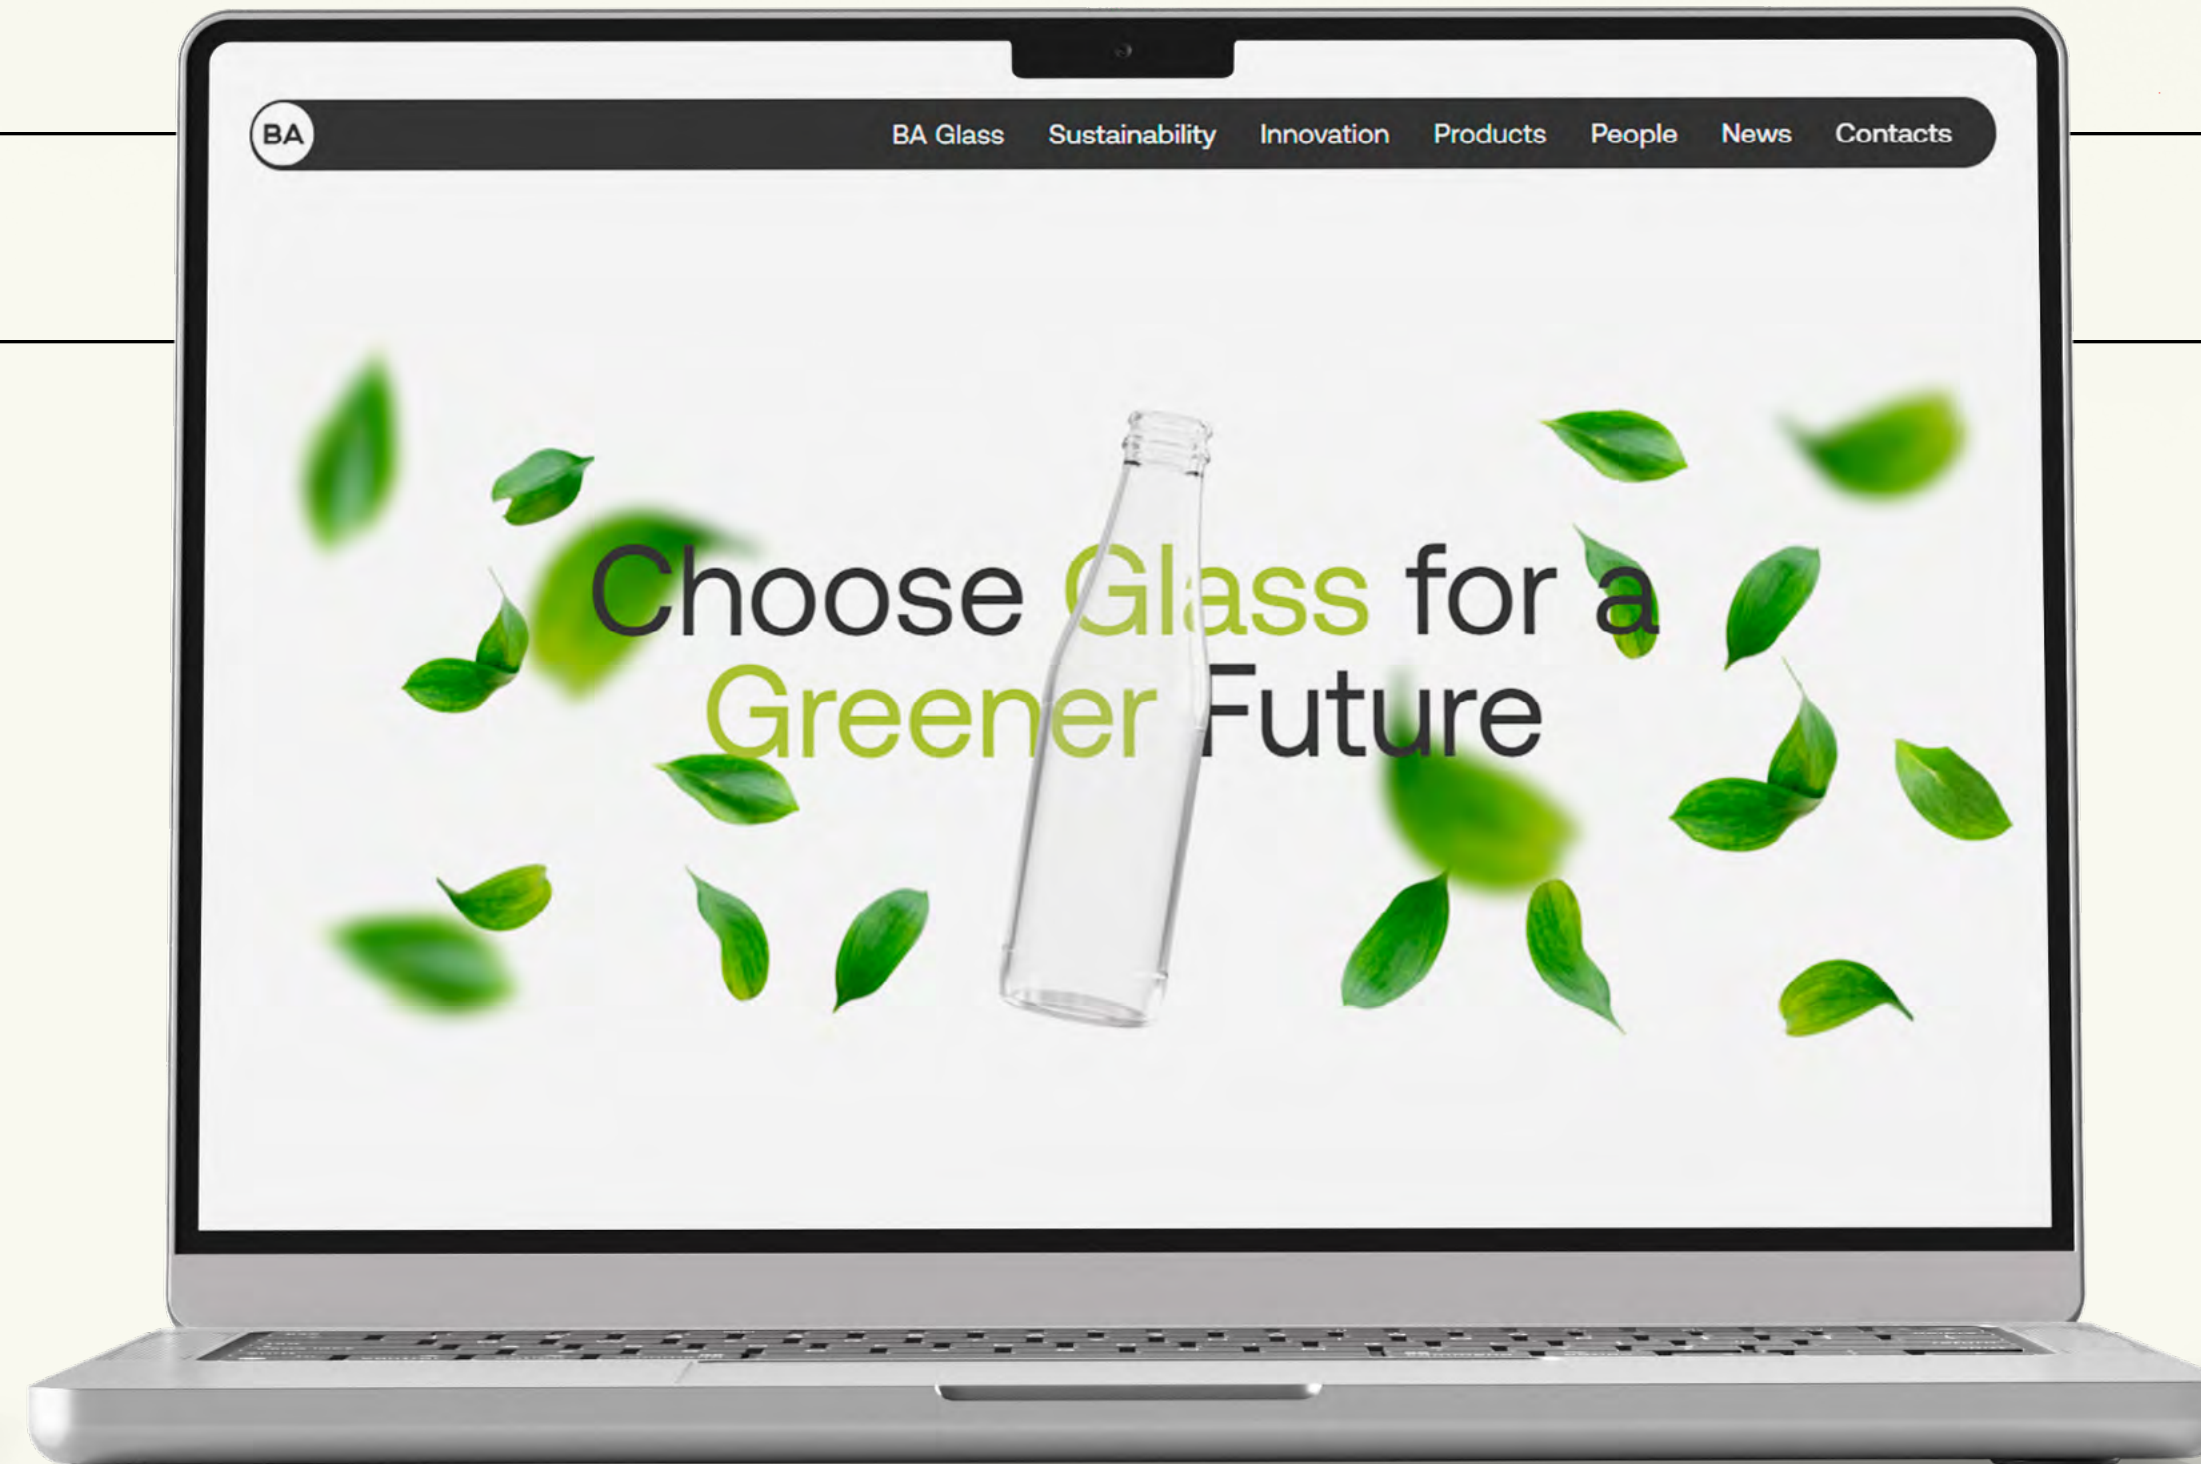 BA
BA Glass Sustainability Innovation Products People News Contacts
Choose Glass for a
Greener Future